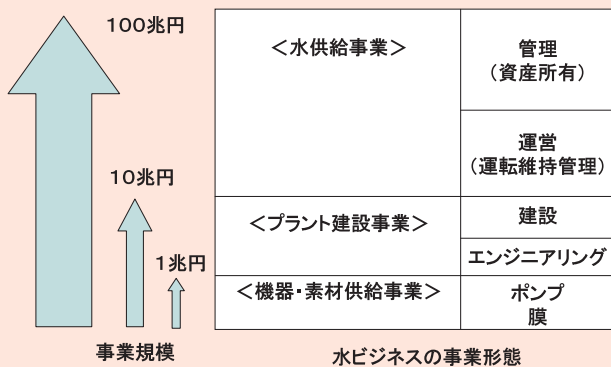 100兆円
10兆円
1兆円
事業規模
<水供給事業>
管理
(資産所有)
運営
(運転維持管理)
<プラント建設事業>
建設
エンジニアリング
<機器・素材供給事業>
ポンプ
膜
水ビジネスの事業形態